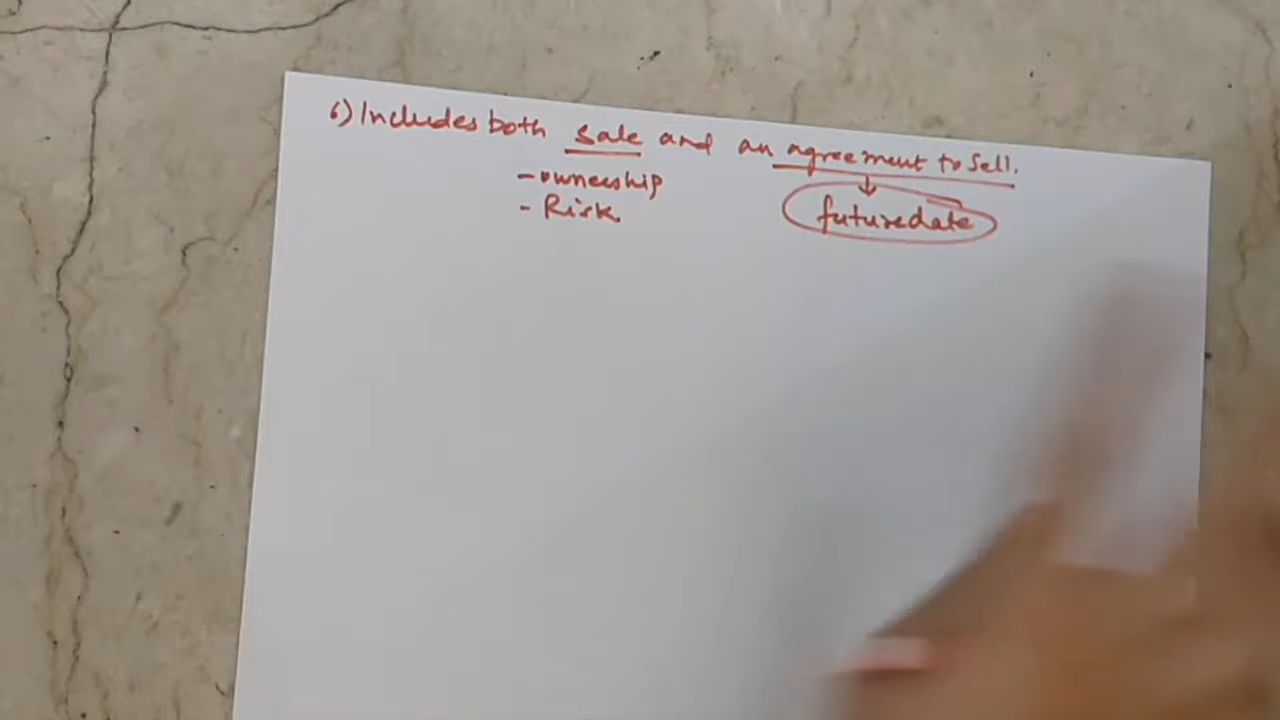 6) Includes both sale and an agreement to sell.
- ownership
- Risk.
futuredate